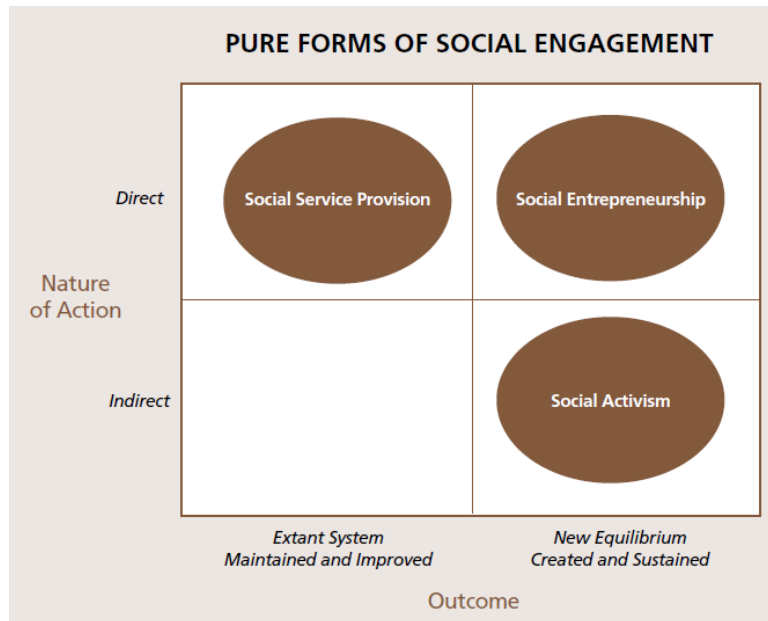 PURE FORMS OF SOCIAL ENGAGEMENT
Direct
Social Service Provision
Social Entrepreneurship
Nature
of Action
Indirect
Social Activism
Extant System
Maintained and Improved
New Equilibrium
Created and Sustained
Outcome